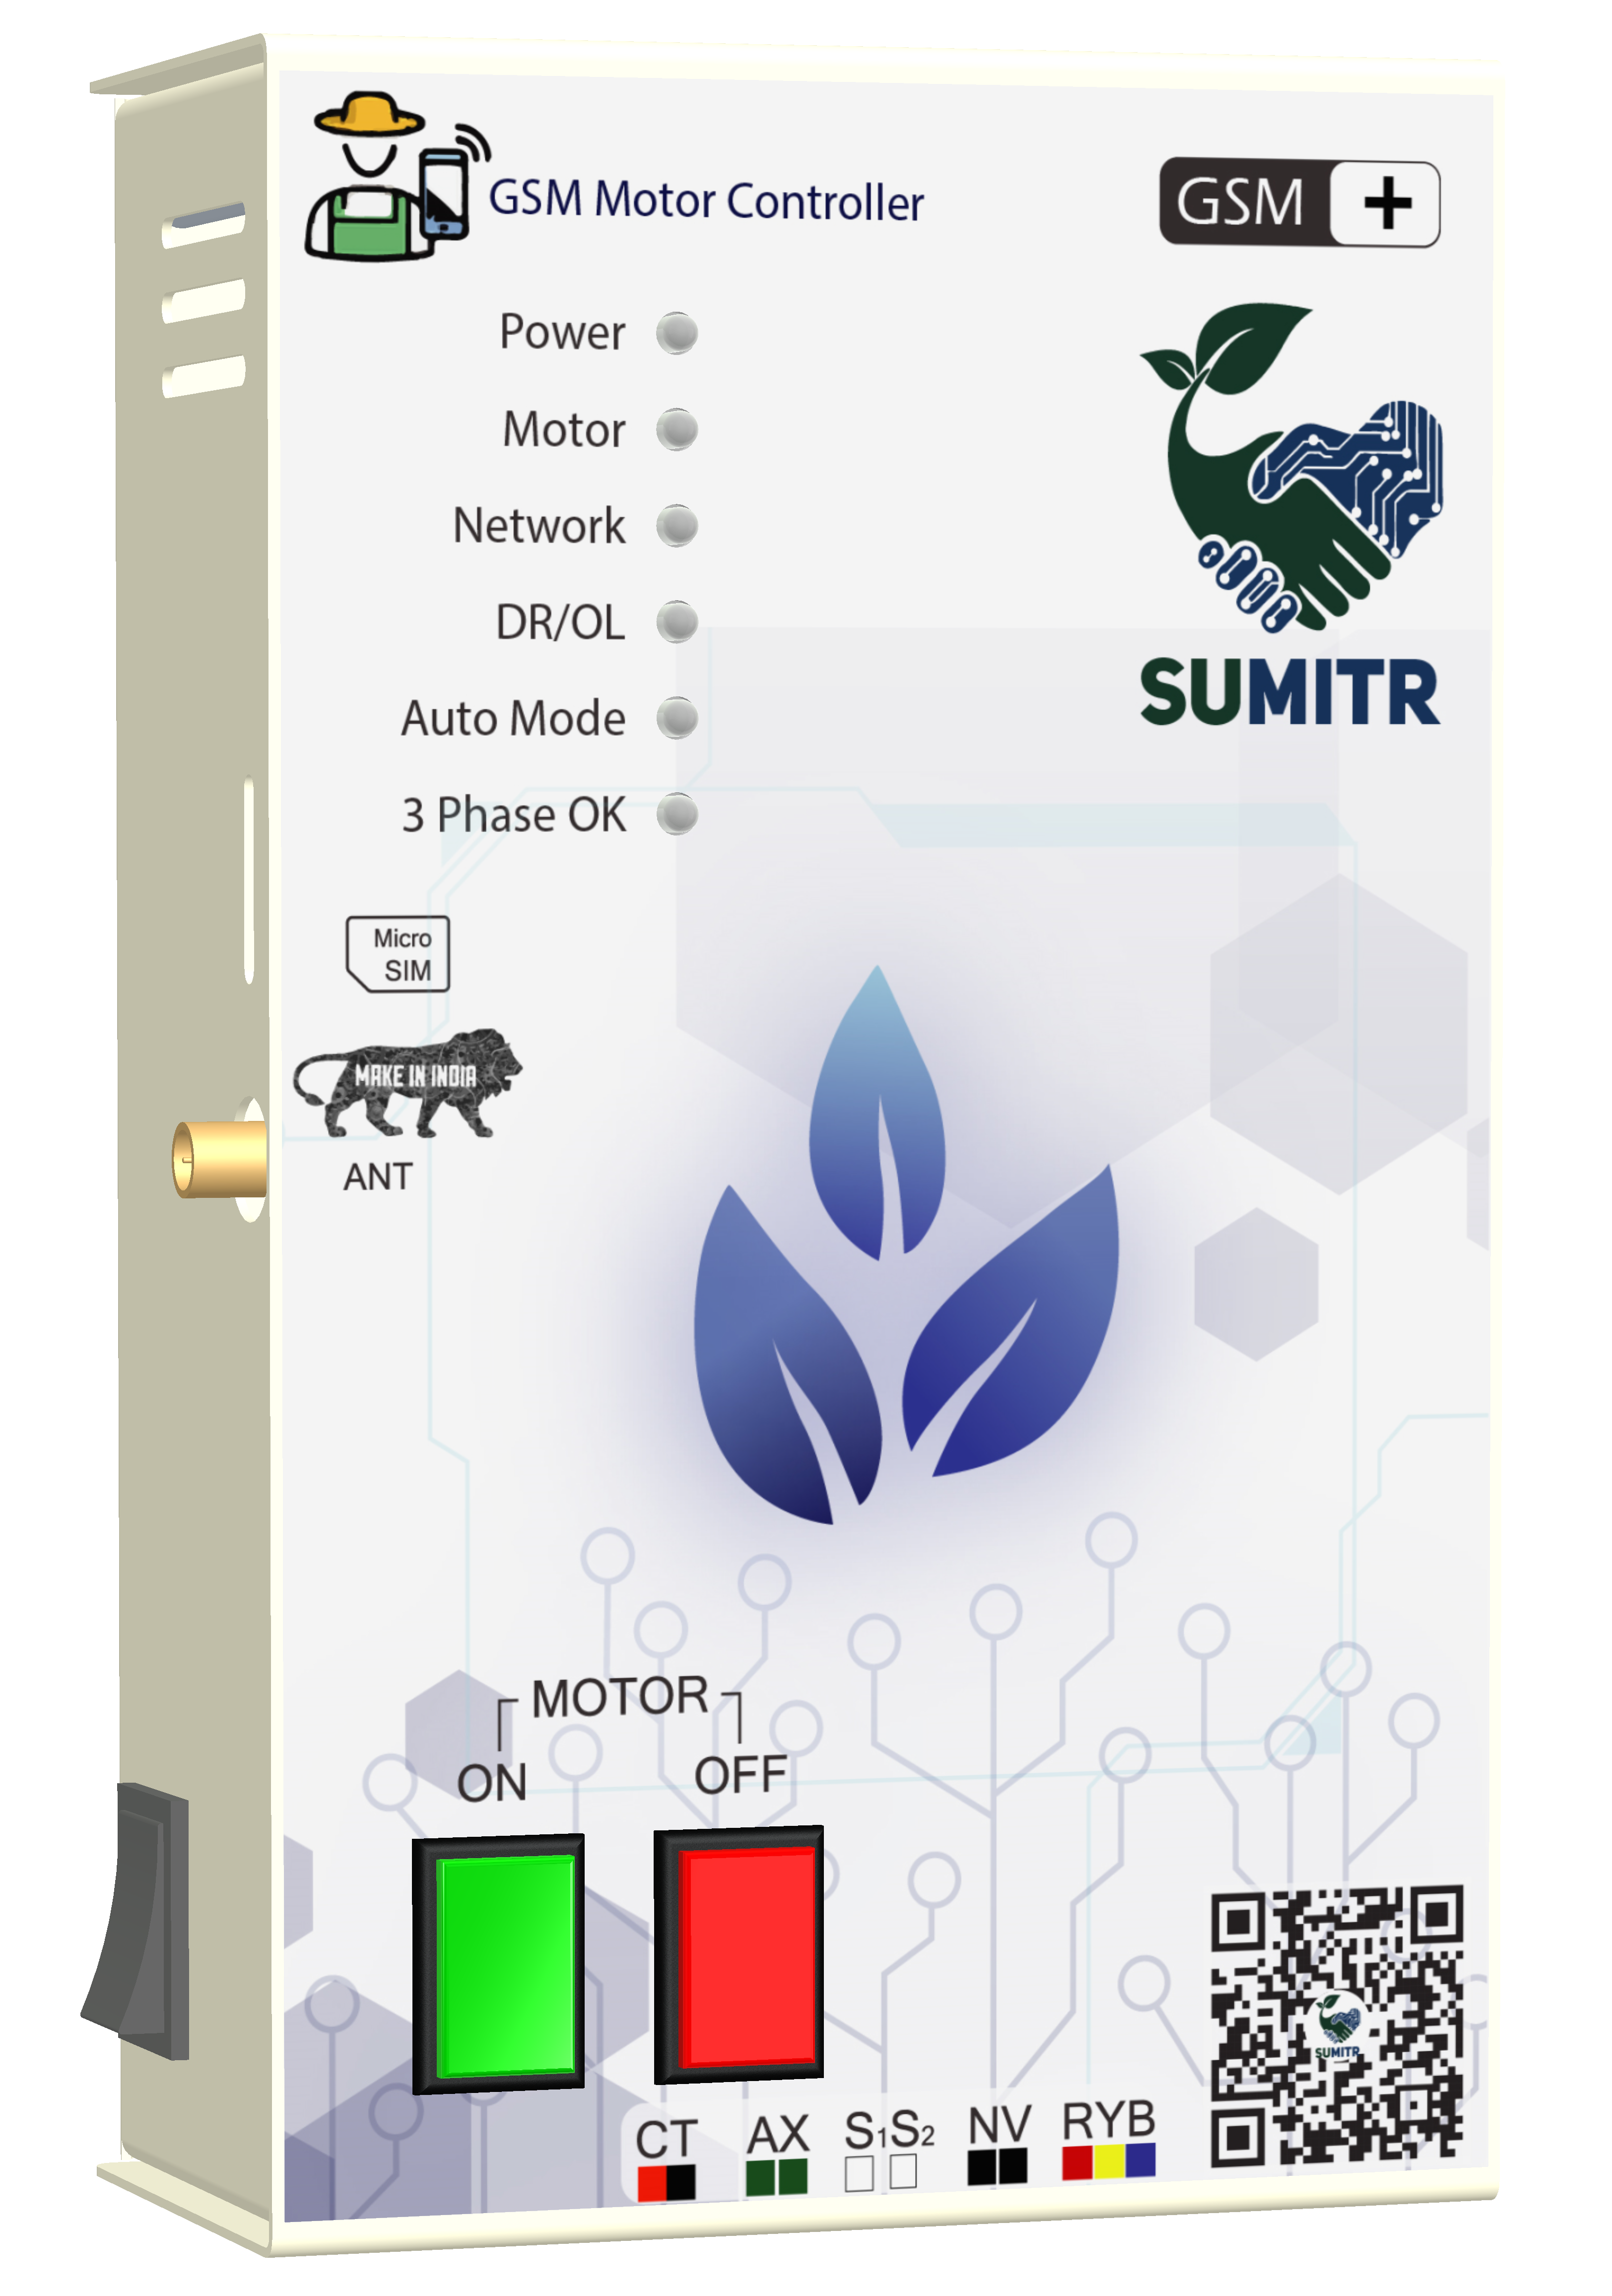 GSM Motor Controller
GSM +
Power
Motor
Network
DR/OL
Auto Mode
3 Phase OK
SUMITR
Micro
SIM
MAKE IN INDIA
ANT
MOTOR
ON OFF
SUMITR
CT AX S₁S₂ NV RYB